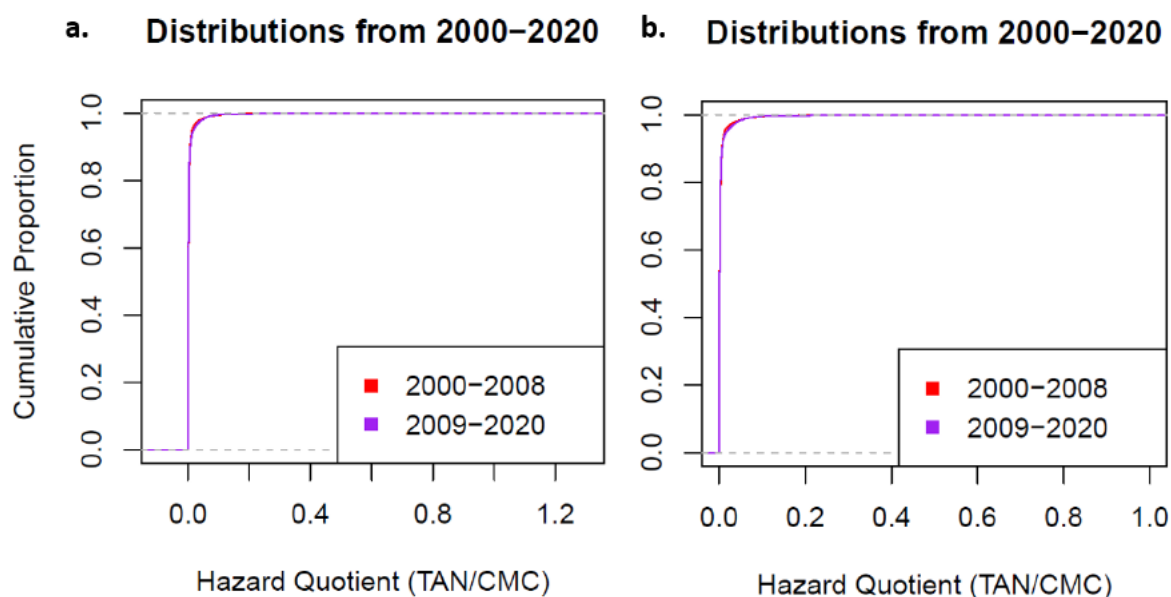 a. Distributions from 2000−2020
Cumulative Proportion
1.0
0.8
0.6
0.4
0.2
0.0
2000−2008
2009−2020
0.0 0.4 0.8 1.2
Hazard Quotient (TAN/CMC)
b. Distributions from 2000−2020
1.0
0.8
0.6
0.4
0.2
0.0
2000−2008
2009−2020
0.0 0.2 0.4 0.6 0.8 1.0
Hazard Quotient (TAN/CMC)